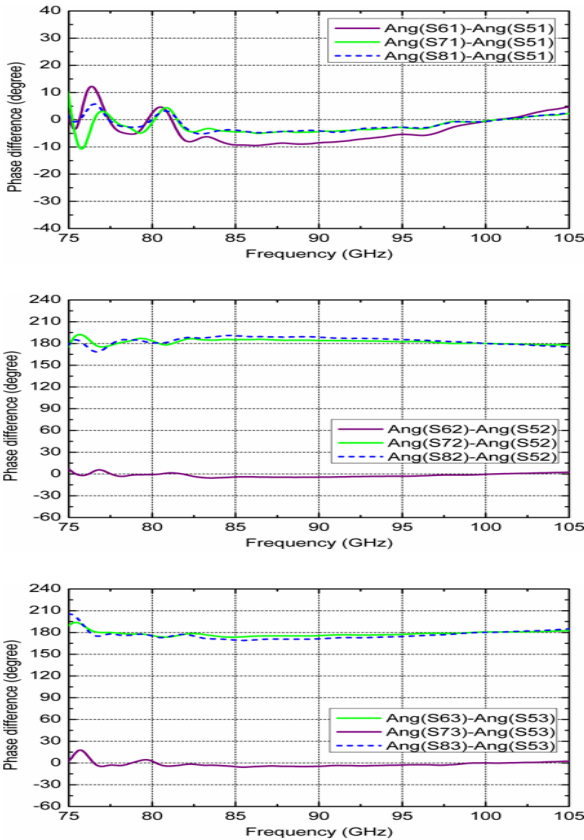 Phase difference (degree)
40
30
20
10
0
-10
-20
-30
-40
Ang(S61)-Ang(S51)
Ang(S71)-Ang(S51)
Ang(S81)-Ang(S51)
75 80 85 90 95 100 105
Frequency (GHz)
Phase difference (degree)
240
210
180
150
120
90
60
30
0
-30
-60
Ang(S62)-Ang(S52)
Ang(S72)-Ang(S52)
Ang(S82)-Ang(S52)
75 80 85 90 95 100 105
Frequency (GHz)
Phase difference (degree)
240
210
180
150
120
90
60
30
0
-30
-60
Ang(S63)-Ang(S53)
Ang(S73)-Ang(S53)
Ang(S83)-Ang(S53)
75 80 85 90 95 100 105
Frequency (GHz)